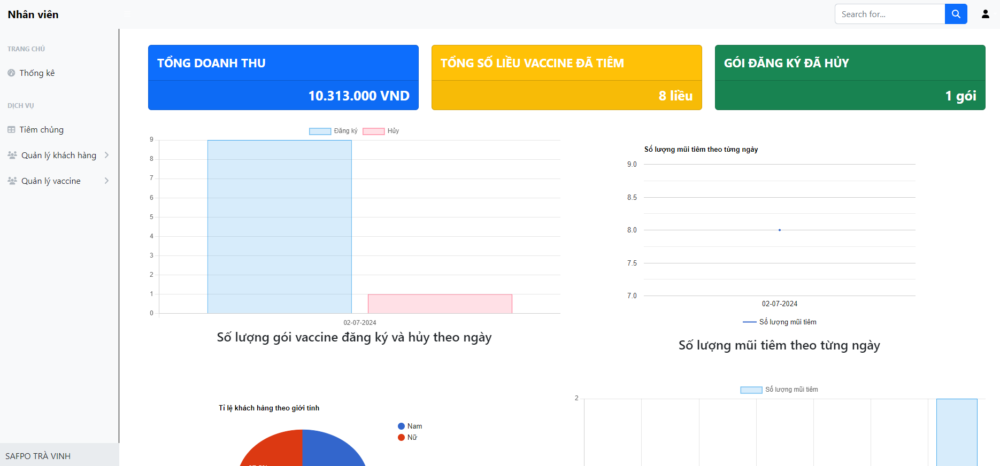 Nhân viên
Search for...
TRANG CHỦ
Thống kê
DỊCH VỤ
Tiêm chủng
Quản lý khách hàng
Quản lý vaccine
SAFPO TRÀ VINH
TỔNG DOANH THU
10.313.000 VND
TỔNG SỐ LIỀU VACCINE ĐÃ TIÊM
8 liều
GÓI ĐĂNG KÝ ĐÃ HỦY
1 gói
Đăng ký Hủy
9
8
7
6
5
4
3
2
1
0
02-07-2024
Số lượng gói vaccine đăng ký và hủy theo ngày
Số lượng mũi tiêm theo từng ngày
9.0
8.5
8.0
7.5
7.0
02-07-2024
Số lượng mũi tiêm
Số lượng mũi tiêm theo từng ngày
Tỉ lệ khách hàng theo giới tính
Nam
Nữ
Số lượng mũi tiêm
2